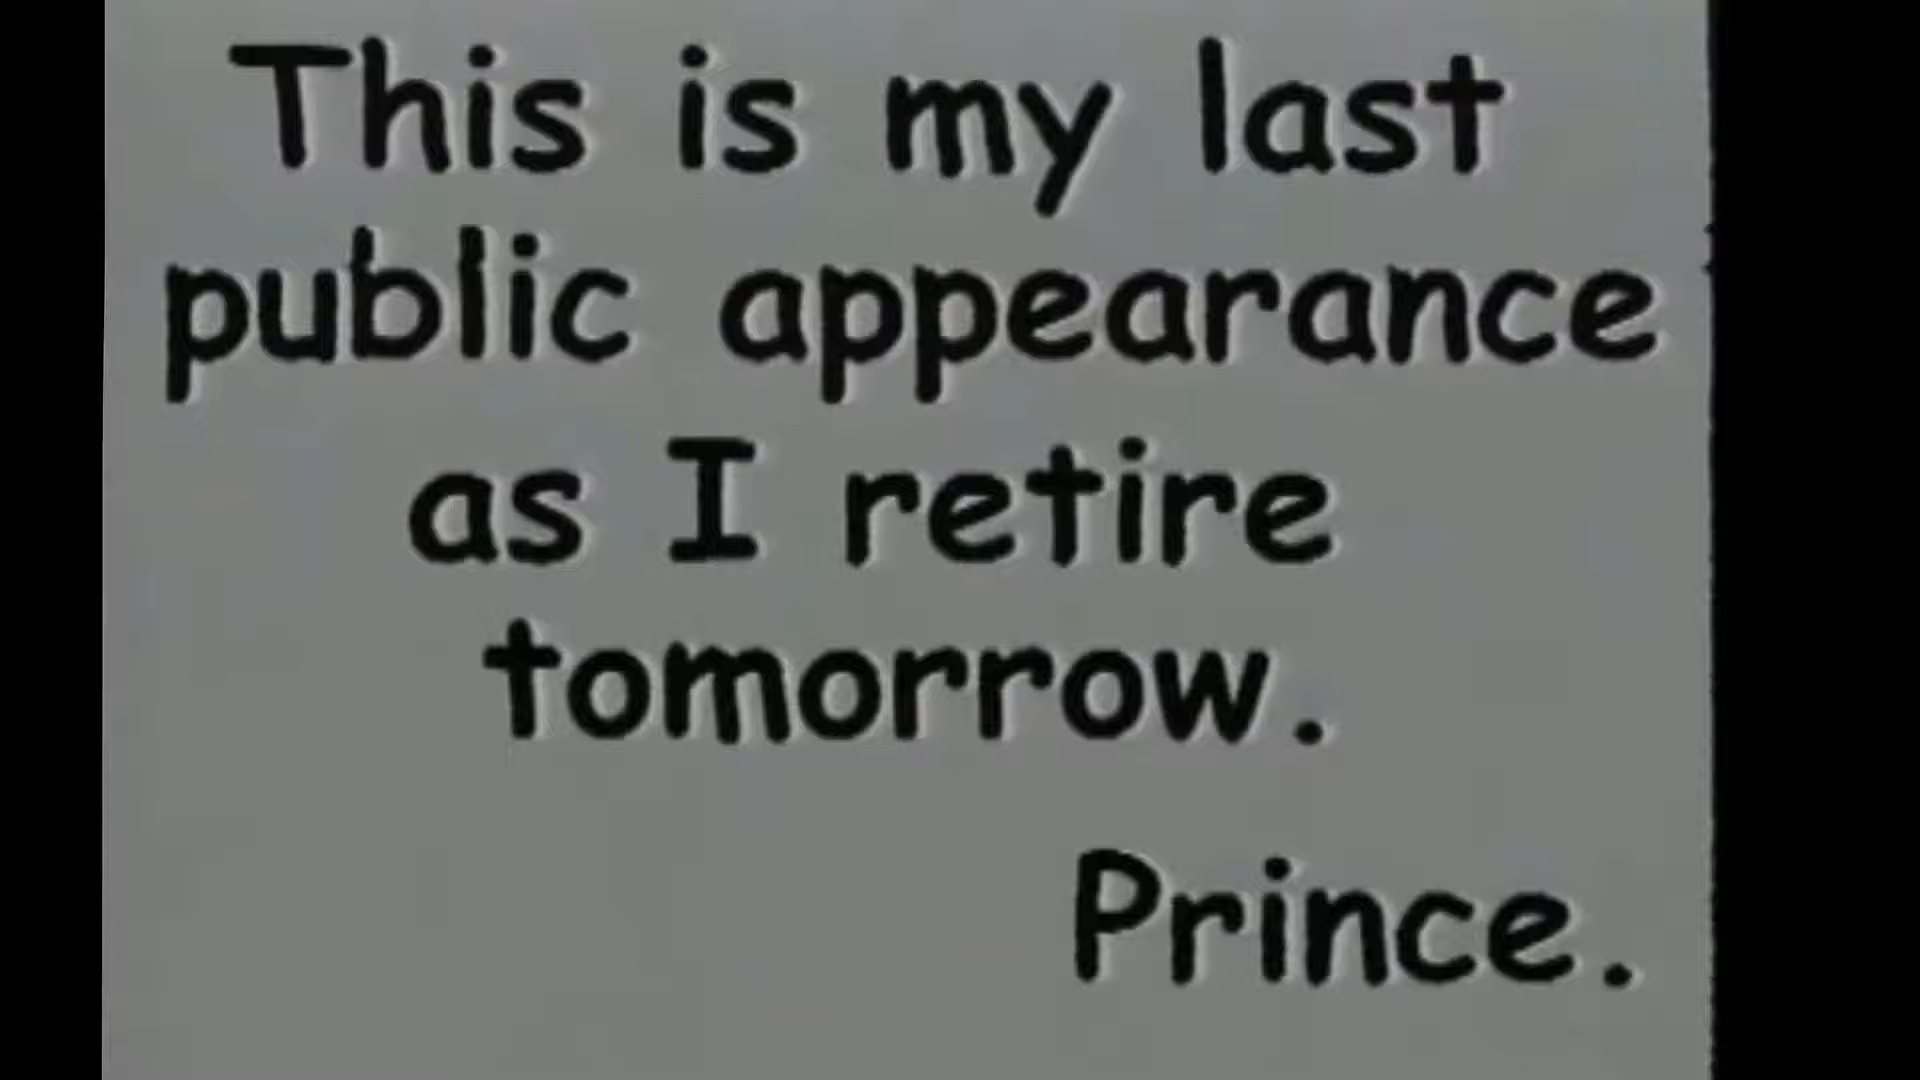 This is my last
public appearance
as I retire
tomorrow.
Prince.